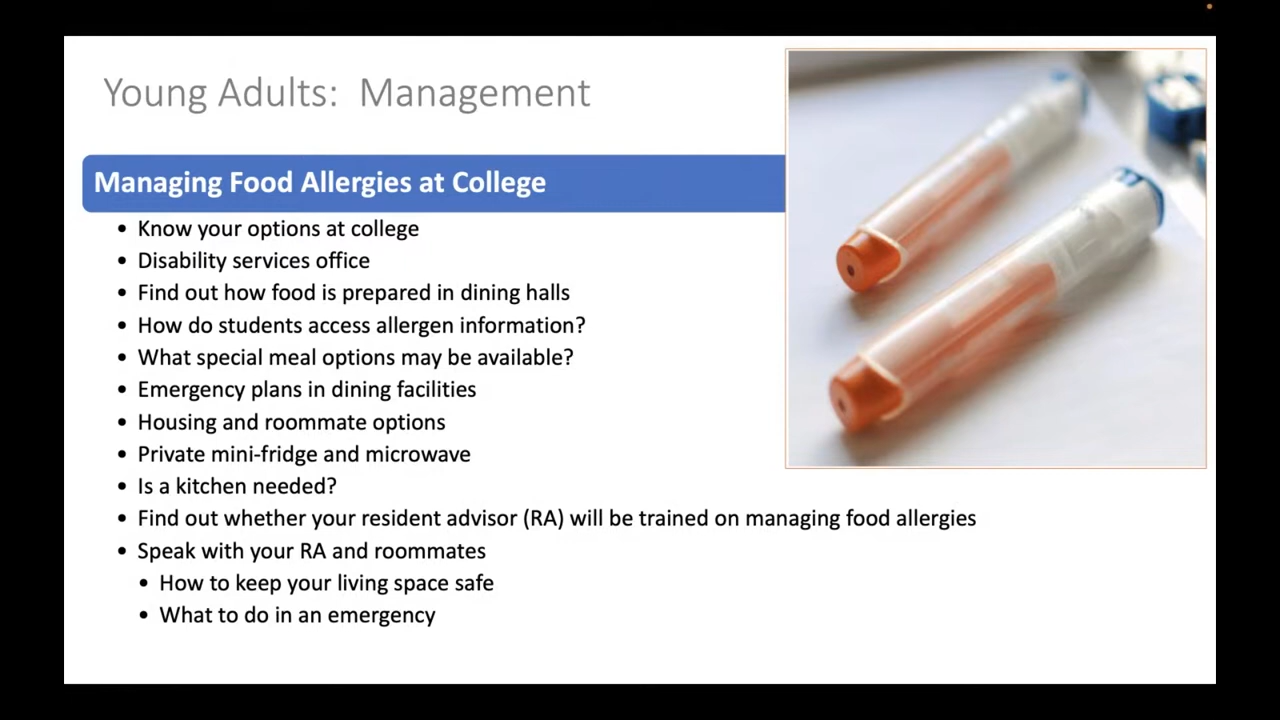 Young Adults: Management
Managing Food Allergies at College
• Know your options at college
• Disability services office
• Find out how food is prepared in dining halls
• How do students access allergen information?
• What special meal options may be available?
• Emergency plans in dining facilities
• Housing and roommate options
• Private mini-fridge and microwave
• Is a kitchen needed?
• Find out whether your resident advisor (RA) will be trained on managing food allergies
• Speak with your RA and roommates
• How to keep your living space safe
• What to do in an emergency